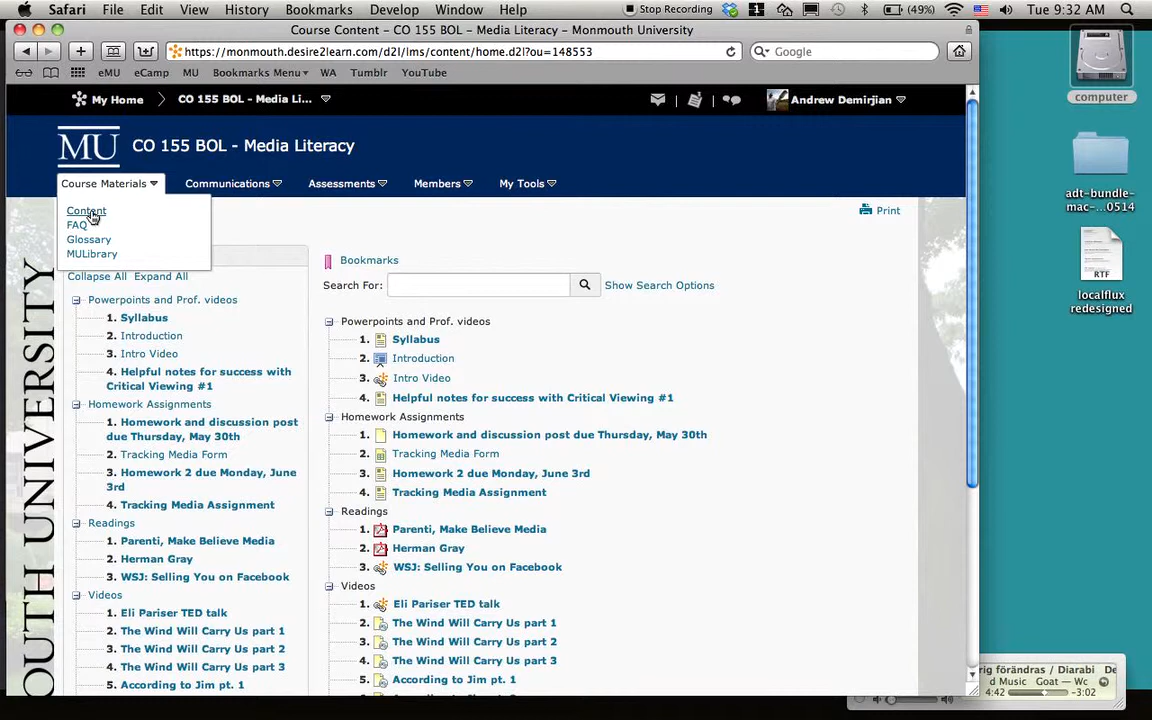 Safari File Edit View History Bookmarks Develop Window Help Stop Recording 1 (49%) Tue 9:32 AM
Course Content - CO 155 BOL - Media Literacy - Monmouth University
https://monmouth.desire2learn.com/d2l/lms/content/home.d2l?ou=148553 Google
eMU eCamp MU Bookmarks Menu WA Tumblr YouTube
My Home CO 155 BOL - Media Li... Andrew Demirjian
MU CO 155 BOL - Media Literacy
Course Materials Communications Assessments Members My Tools
Content
FAQ
Glossary
MULibrary
Print
Collapse All Expand All
Powerpoints and Prof. videos
1. Syllabus
2. Introduction
3. Intro Video
4. Helpful notes for success with
Critical Viewing #1
Homework Assignments
1. Homework and discussion post
due Thursday, May 30th
2. Tracking Media Form
3. Homework 2 due Monday, June
3rd
4. Tracking Media Assignment
Readings
1. Parenti, Make Believe Media
2. Herman Gray
3. WSJ: Selling You on Facebook
Videos
1. Eli Pariser TED talk
2. The Wind Will Carry Us part 1
3. The Wind Will Carry Us part 2
4. The Wind Will Carry Us part 3
5. According to Jim pt. 1
Bookmarks
Search For: Show Search Options
Powerpoints and Prof. videos
1. Syllabus
2. Introduction
3. Intro Video
4. Helpful notes for success with Critical Viewing #1
Homework Assignments
1. Homework and discussion post due Thursday, May 30th
2. Tracking Media Form
3. Homework 2 due Monday, June 3rd
4. Tracking Media Assignment
Readings
1. Parenti, Make Believe Media
2. Herman Gray
3. WSJ: Selling You on Facebook
Videos
1. Eli Pariser TED talk
2. The Wind Will Carry Us part 1
3. The Wind Will Carry Us part 2
4. The Wind Will Carry Us part 3
5. According to Jim pt. 1
OUTH UNIVERSITY
computer
adt-bundle-
mac-...0514
RTF
localflux
redesigned
rig förändras / Diarabi De
d Music Goat — Wc
4:42 -3:02